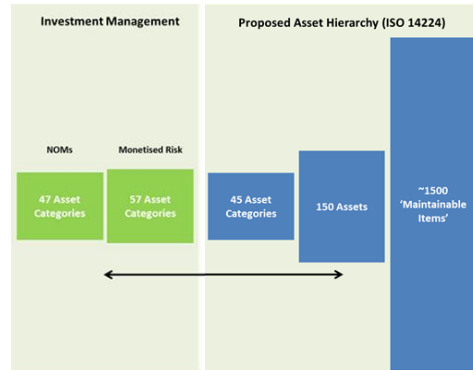 Investment Management
Proposed Asset Hierarchy (ISO 14224)
NOMs
Monetised Risk
47 Asset
Categories
57 Asset
Categories
45 Asset
Categories
150 Assets
~1500
‘Maintainable
Items’